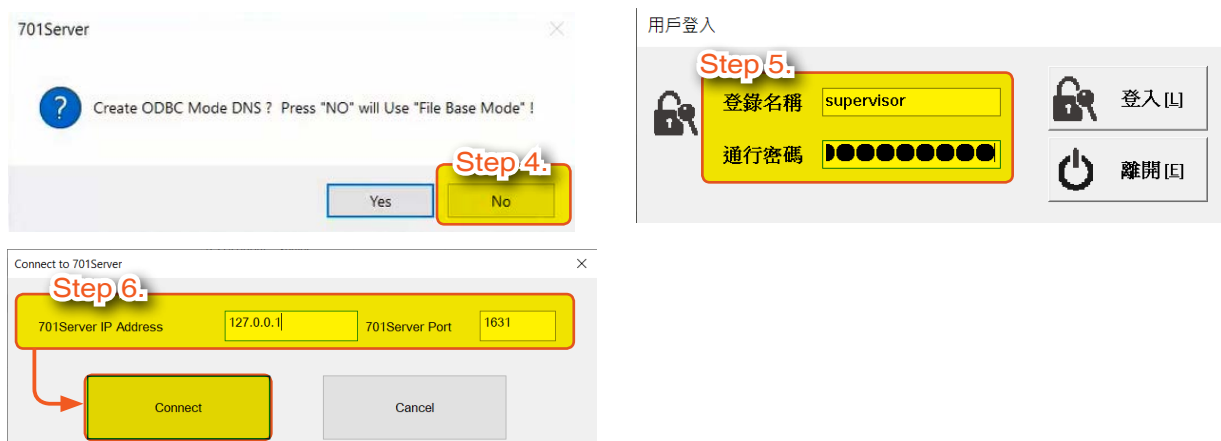 701Server
Create ODBC Mode DNS ? Press "NO" will Use "File Base Mode" !
Step 4.
Yes
No
用戶登入
Step 5.
登錄名稱
supervisor
登入[L]
通行密碼
離開[E]
Connect to 701Server
Step 6.
701Server IP Address
127.0.0.1
701Server Port
1631
Connect
Cancel